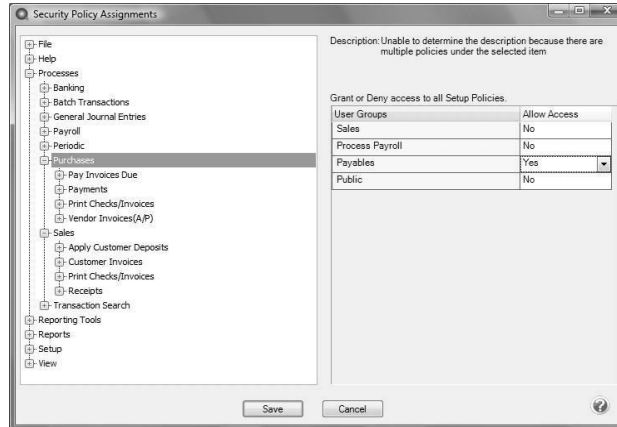 Security Policy Assignments
File
Help
Processes
Banking
Batch Transactions
General Journal Entries
Payroll
Periodic
Purchases
Pay Invoices Due
Payments
Print Checks/Invoices
Vendor Invoices(A/P)
Sales
Apply Customer Deposits
Customer Invoices
Print Checks/Invoices
Receipts
Transaction Search
Reporting Tools
Reports
Setup
View
Description: Unable to determine the description because there are
multiple policies under the selected item
Grant or Deny access to all Setup Policies.
User Groups Allow Access
Sales No
Process Payroll No
Payables Yes
Public No
Save Cancel